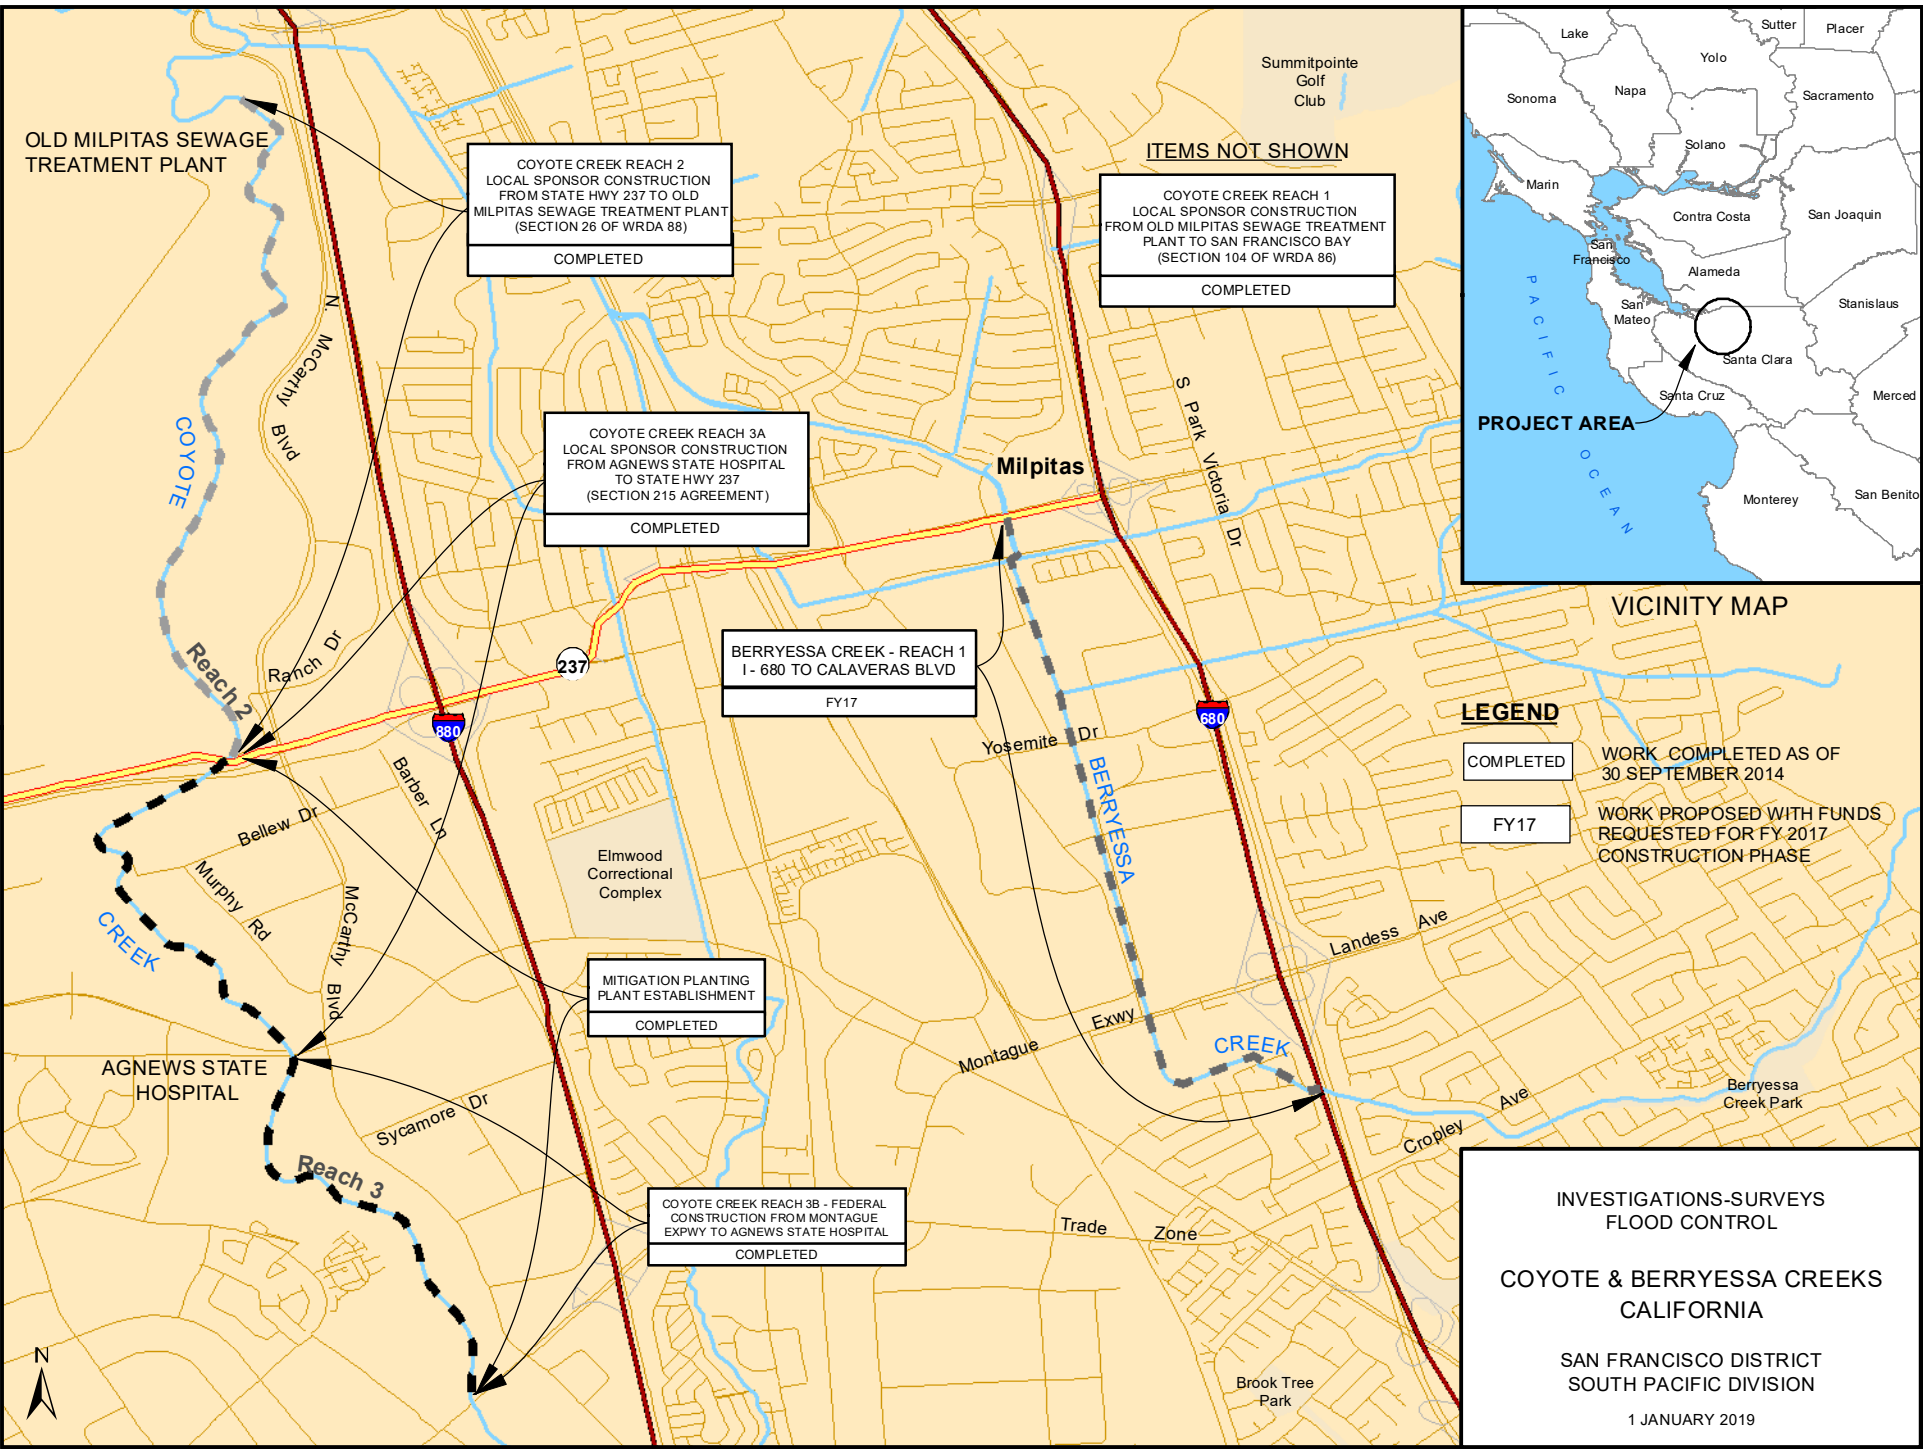 OLD MILPITAS SEWAGE
TREATMENT PLANT
COYOTE CREEK REACH 2
LOCAL SPONSOR CONSTRUCTION
FROM STATE HWY 237 TO OLD
MILPITAS SEWAGE TREATMENT PLANT
(SECTION 26 OF WRDA 88)
COMPLETED
Summitpointe
Golf
Club
ITEMS NOT SHOWN
COYOTE CREEK REACH 1
LOCAL SPONSOR CONSTRUCTION
FROM OLD MILPITAS SEWAGE TREATMENT
PLANT TO SAN FRANCISCO BAY
(SECTION 104 OF WRDA 86)
COMPLETED
N. McCarthy Blvd
COYOTE
COYOTE CREEK REACH 3A
LOCAL SPONSOR CONSTRUCTION
FROM AGNEWS STATE HOSPITAL
TO STATE HWY 237
(SECTION 215 AGREEMENT)
COMPLETED
Milpitas
S Park Victoria Dr
Reach 2
Ranch Dr
237
880
680
BERRYESSA CREEK - REACH 1
I - 680 TO CALAVERAS BLVD
FY17
Yosemite Dr
BERRYESSA
Barber Ln
Bellew Dr
Murphy Rd
McCarthy Blvd
CREEK
Elmwood
Correctional
Complex
MITIGATION PLANTING
PLANT ESTABLISHMENT
COMPLETED
Landess Ave
Montague Exwy
CREEK
AGNEWS STATE
HOSPITAL
Sycamore Dr
Reach 3
COYOTE CREEK REACH 3B - FEDERAL
CONSTRUCTION FROM MONTAGUE
EXPWY TO AGNEWS STATE HOSPITAL
COMPLETED
Trade Zone
Cropley Ave
Berryessa
Creek Park
Brook Tree
Park
N
Lake
Sutter
Placer
Yolo
Napa
Sonoma
Sacramento
Solano
Marin
Contra Costa
San Joaquin
San
Francisco
Alameda
San
Mateo
Stanislaus
Santa Clara
Santa Cruz
Merced
PROJECT AREA
Monterey
San Benito
PACIFIC OCEAN
VICINITY MAP
LEGEND
COMPLETED
WORK COMPLETED AS OF
30 SEPTEMBER 2014
FY17
WORK PROPOSED WITH FUNDS
REQUESTED FOR FY 2017
CONSTRUCTION PHASE
INVESTIGATIONS-SURVEYS
FLOOD CONTROL
COYOTE & BERRYESSA CREEKS
CALIFORNIA
SAN FRANCISCO DISTRICT
SOUTH PACIFIC DIVISION
1 JANUARY 2019